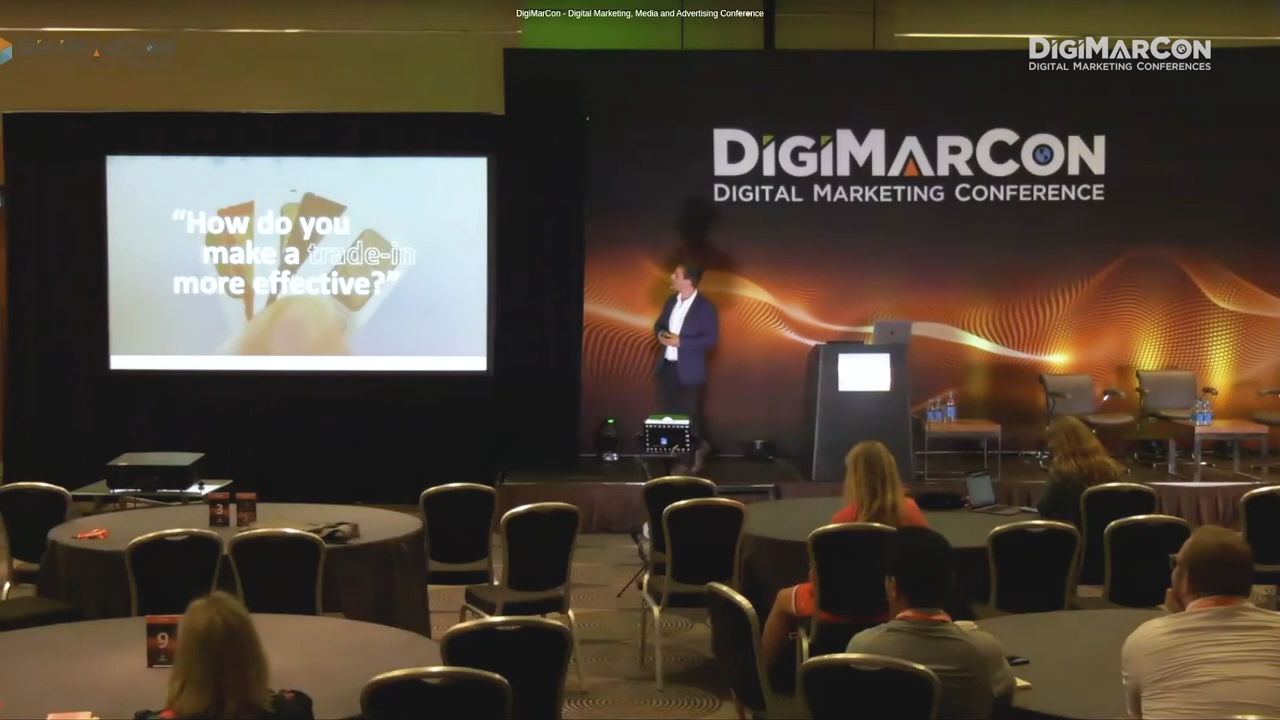 DigiMarCon - Digital Marketing, Media and Advertising Conference
DIGIMARCON
DIGITAL MARKETING CONFERENCES
DIGIMARCON
DIGITAL MARKETING CONFERENCE
“How do you
make a trade-in
more effective?”
3
9